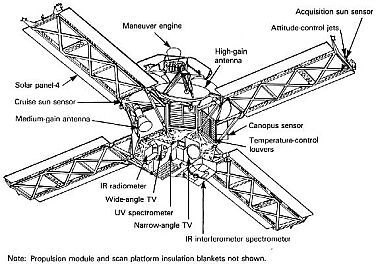 Acquisition sun sensor
Attitude-control jets
Maneuver engine
High-gain
antenna
Solar panel-4
Cruise sun sensor
Medium-gain antenna
Canopus sensor
Temperature-control
louvers
IR radiometer
Wide-angle TV
UV spectrometer
Narrow-angle TV
IR interferometer spectrometer
Note: Propulsion module and scan platform insulation blankets not shown.